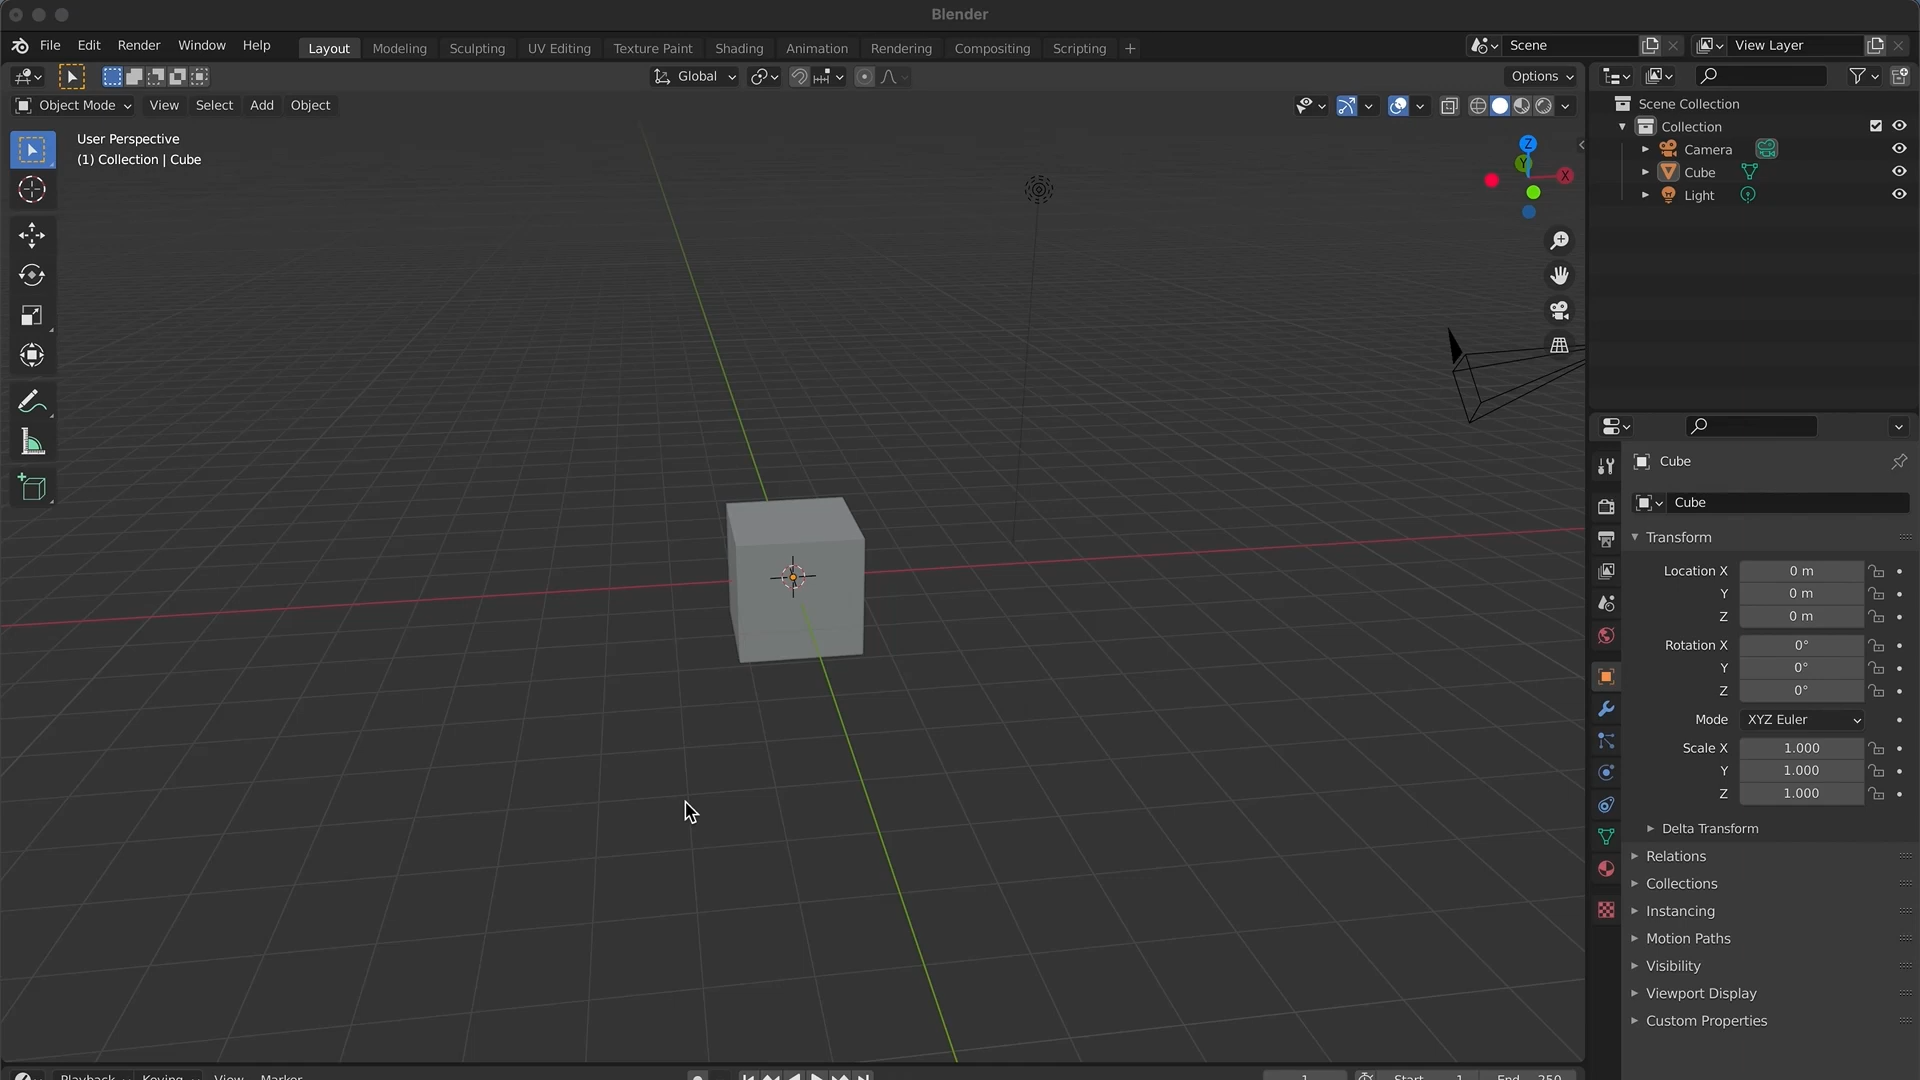 Blender
File Edit Render Window Help Layout Modeling Sculpting UV Editing Texture Paint Shading Animation Rendering Compositing Scripting + Scene View Layer
Global Options
Object Mode View Select Add Object
User Perspective
(1) Collection | Cube
Z
Y
X
Scene Collection
Collection
Camera
Cube
Light
Cube
Cube
Transform
Location X 0 m
Y 0 m
Z 0 m
Rotation X 0°
Y 0°
Z 0°
Mode XYZ Euler
Scale X 1.000
Y 1.000
Z 1.000
Delta Transform
Relations
Collections
Instancing
Motion Paths
Visibility
Viewport Display
Custom Properties
Playback Keying View Marker 1 Start 1 End 250